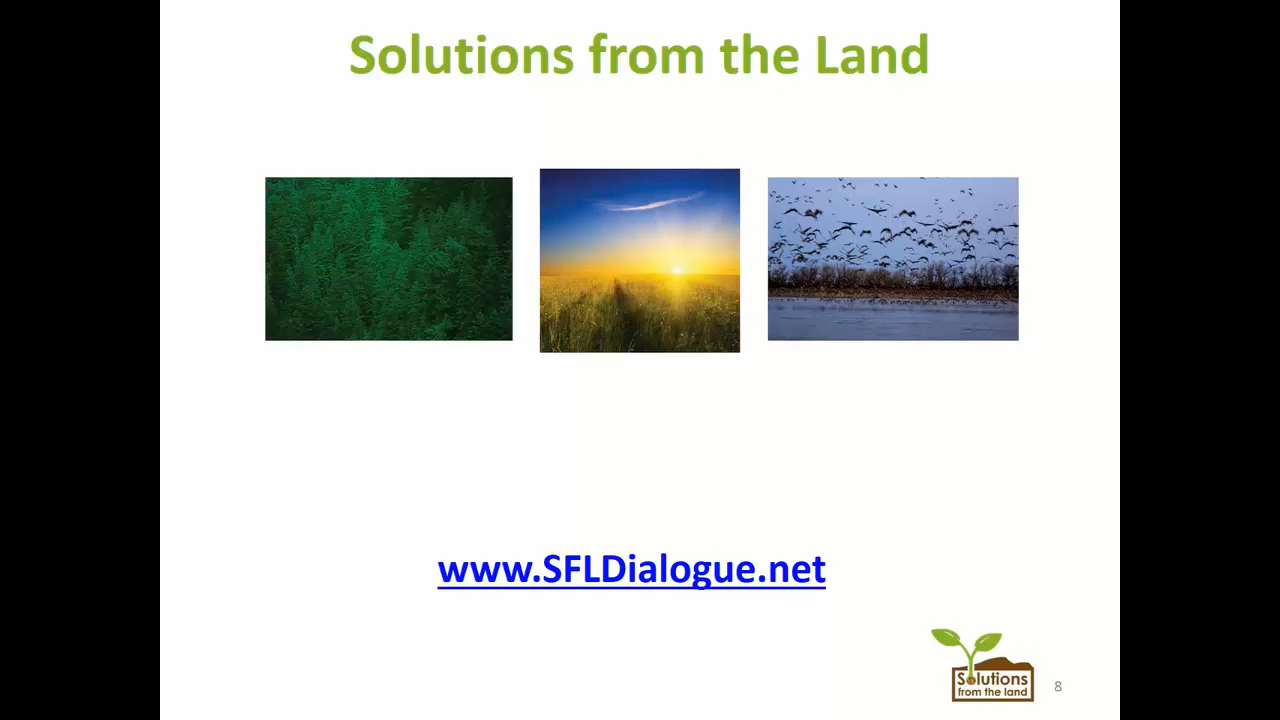 Solutions from the Land
www.SFLDialogue.net
Solutions
from the land
8